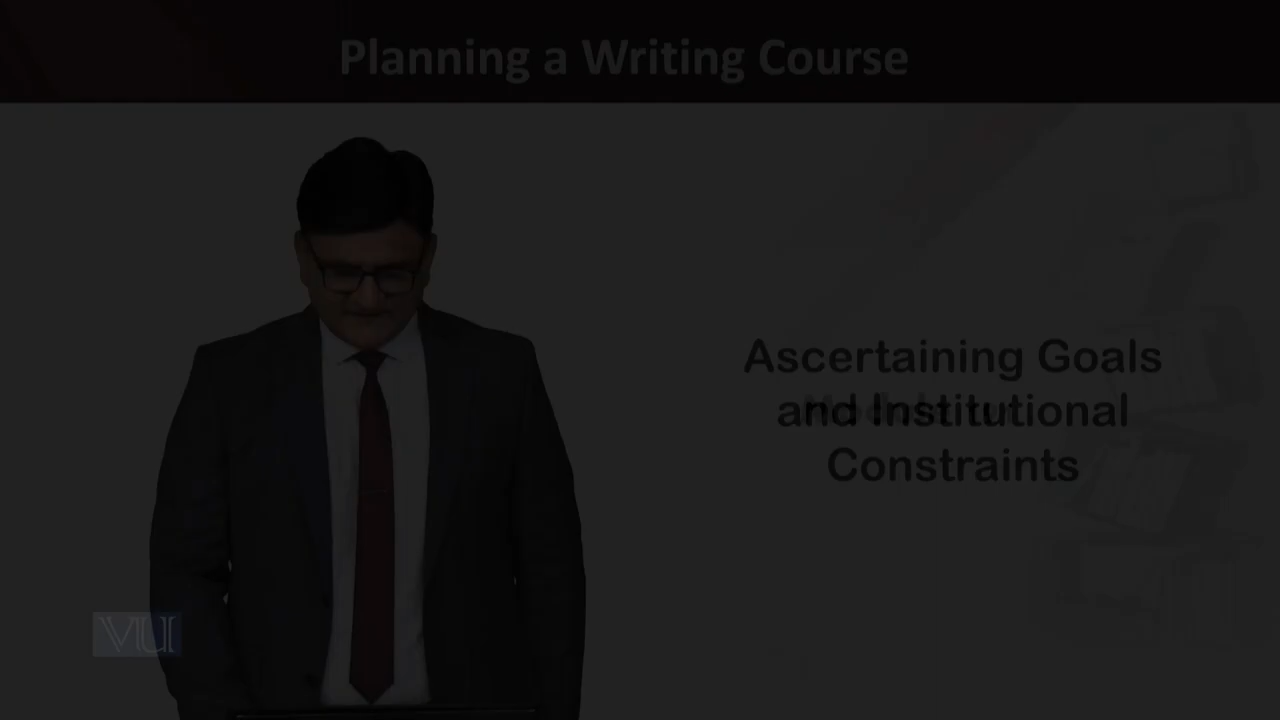 Planning a Writing Course
Ascertaining Goals
and Institutional
Constraints
VU